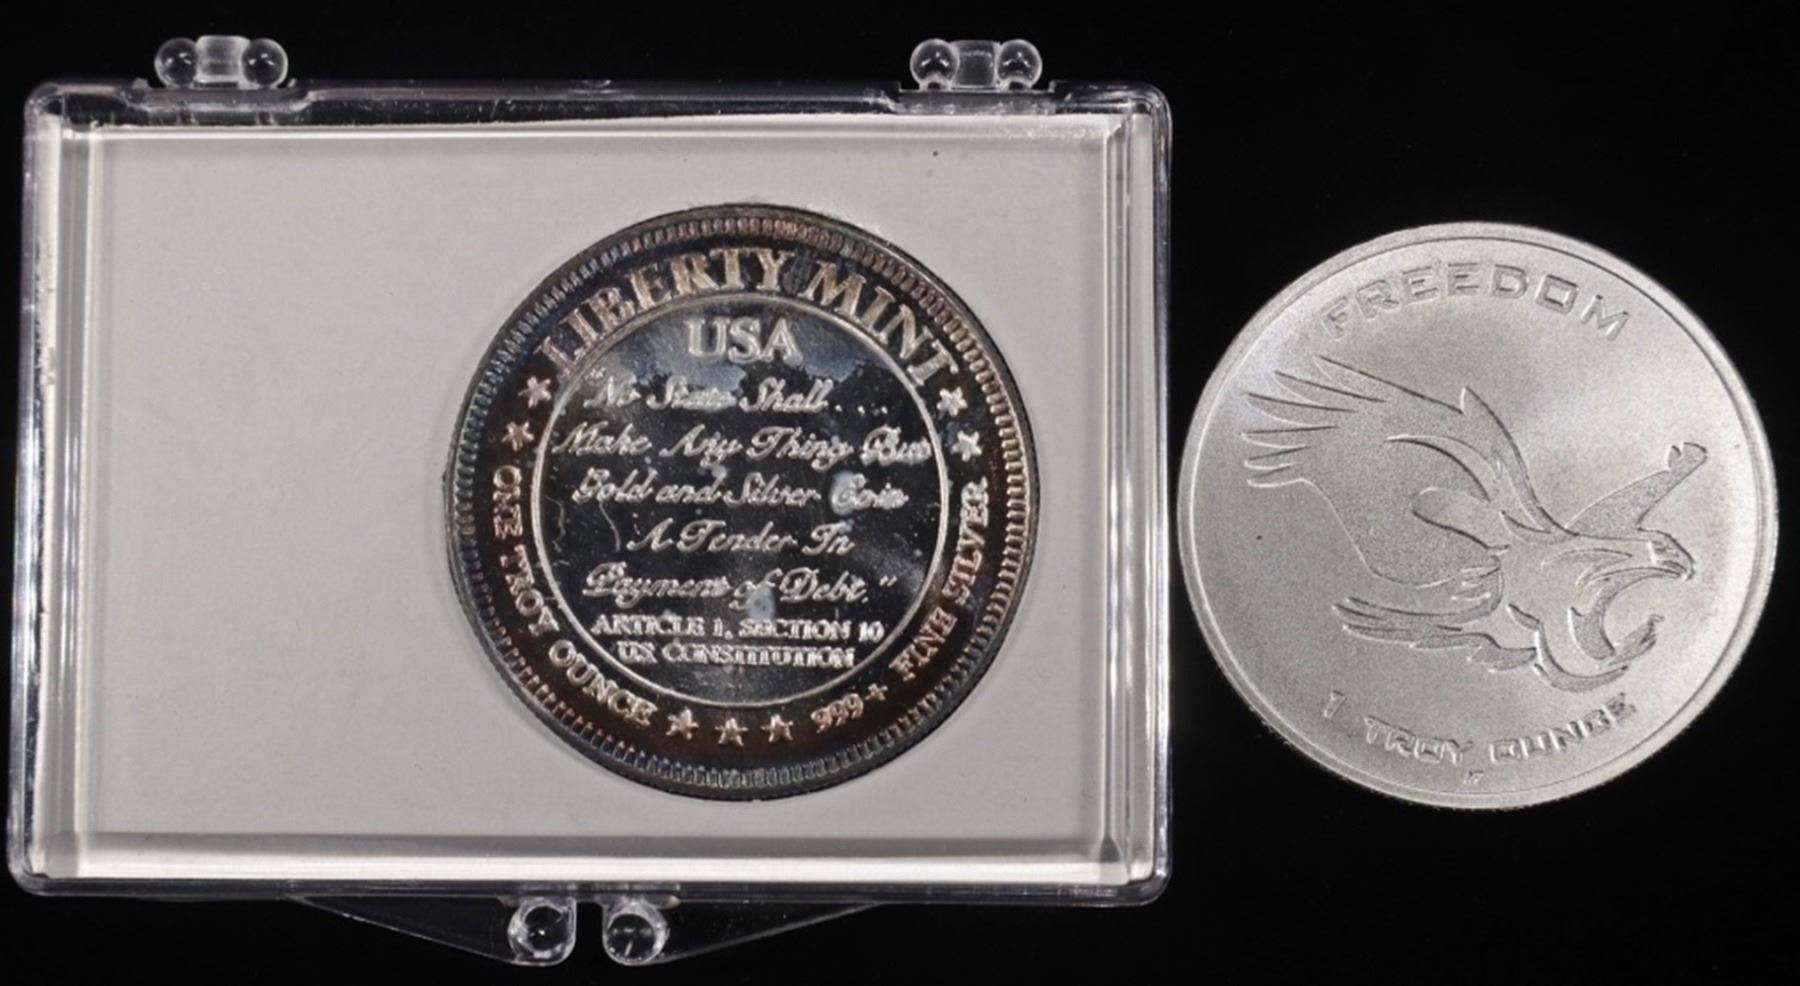 LIBERTY MINT
USA
"No State Shall....
Make Any Thing But
Gold and Silver Coin
A Tender In
Payment of Debt."
ARTICLE 1, SECTION 10
US CONSTITUTION
ONE TROY OUNCE
999+ FINE SILVER
FREEDOM
1 TROY OUNCE